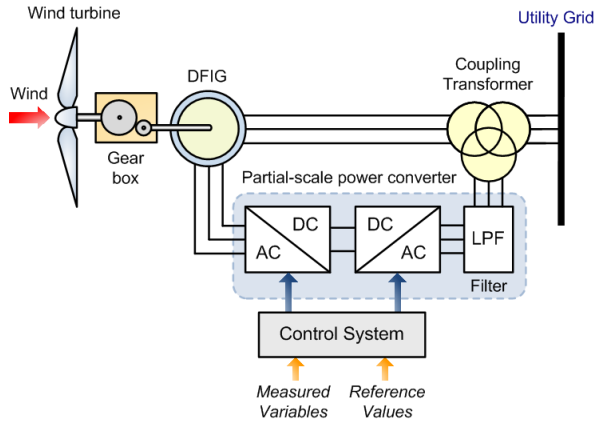 Wind turbine
Utility Grid
DFIG
Coupling
Transformer
Wind
Gear
box
Partial-scale power converter
DC
AC
DC
AC
LPF
Filter
Control System
Measured
Variables
Reference
Values